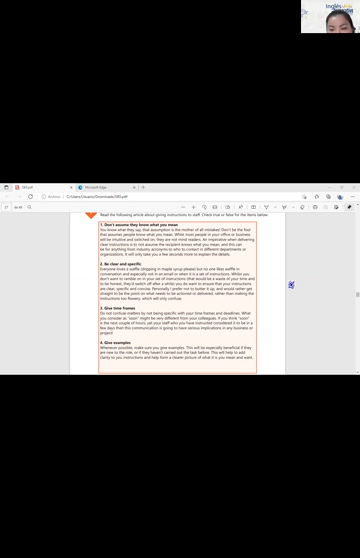 Inglés
Read the following article about giving instructions to staff. Check true or false for the items below
1. Don't assume they know what you mean
You know what they say, that assumption is the mother of all mistakes! Don't be the fool
that assumes people know what you mean. Whilst most people in your office or business
will be intuitive and switched on, they are not mind readers. An imperative when delivering
clear instructions is to not assume the recipient knows what you mean, and this can
be for anything from industry acronyms to who to contact in different departments or
organizations. It will only take you a few seconds more to explain the details.
2. Be clear and specific
Everyone loves a waffle (dripping in maple syrup please) but no one likes waffle in
conversation and especially not in an email or when it is a set of instructions. Whilst you
don't want to ramble on in your set of instructions (that would be a waste of your time and
to be honest, they'd switch off after a while) you do want to ensure that your instructions
are clear, specific and concise. Personally I prefer not to butter it up, and would rather get
straight to be the point on what needs to be actioned or delivered, rather than making the
instructions too flowery, which will only confuse
3. Give time frames
Do not confuse matters by not being specific with your time frames and deadlines. What
you consider as "soon" might be very different from your colleagues. If you think "soon"
is the next couple of hours, yet your staff who you have instructed considered it to be in a
few days then this communication is going to have serious implications in any business or
project!
4. Give examples
Whenever possible, make sure you give examples. This will be especially beneficial if they
are new to the role, or if they haven't carried out the task before. This will help to add
clarity to you instructions and help form a clearer picture of what it is you mean and want.